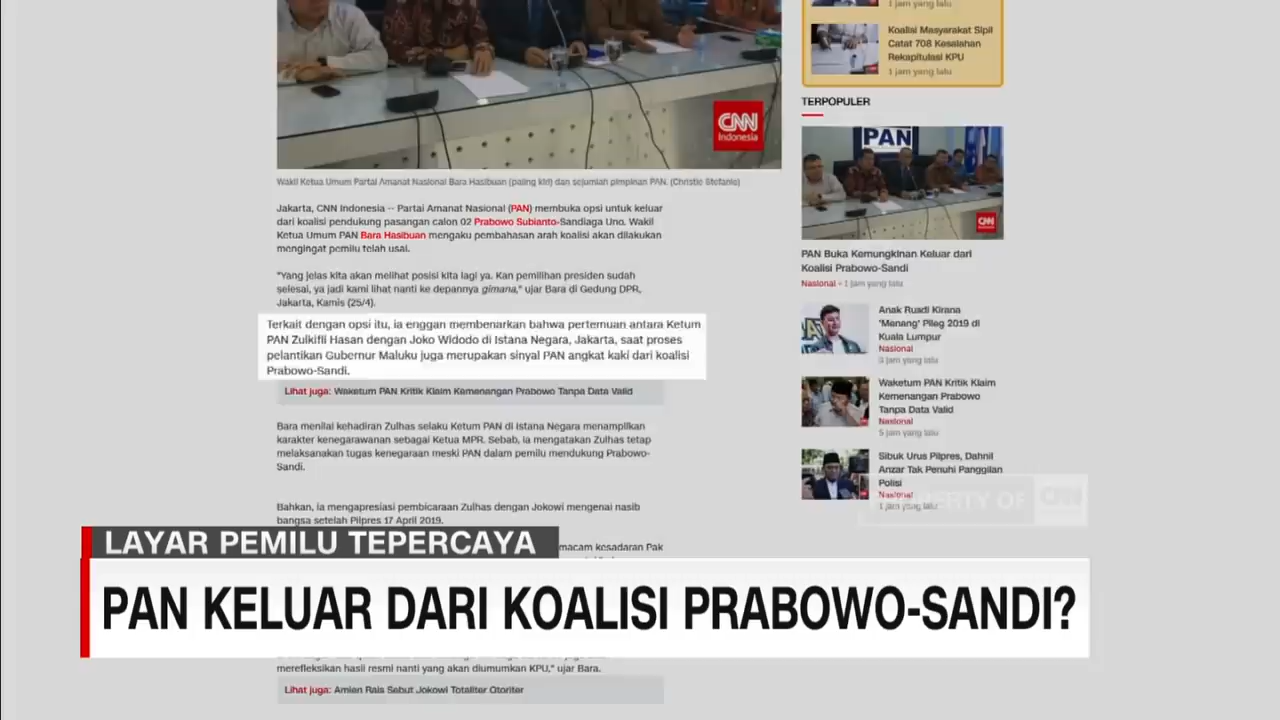 CNN
Indonesia
Wakil Ketua Umum Partai Amanat Nasional Bara Hasibuan (paling kiri) dan sejumlah pimpinan PAN. (Christie Stefanie)
Jakarta, CNN Indonesia -- Partai Amanat Nasional (PAN) membuka opsi untuk keluar
dari koalisi pendukung pasangan calon 02 Prabowo Subianto-Sandiaga Uno. Wakil
Ketua Umum PAN Bara Hasibuan mengaku pembahasan arah koalisi akan dilakukan
mengingat pemilu telah usai.
"Yang jelas kita akan melihat posisi kita lagi ya. Kan pemilihan presiden sudah
selesai, ya jadi kami lihat nanti ke depannya gimana," ujar Bara di Gedung DPR,
Jakarta, Kamis (25/4).
Terkait dengan opsi itu, ia enggan membenarkan bahwa pertemuan antara Ketum
PAN Zulkifli Hasan dengan Joko Widodo di Istana Negara, Jakarta, saat proses
pelantikan Gubernur Maluku juga merupakan sinyal PAN angkat kaki dari koalisi
Prabowo-Sandi.
Lihat juga: Waketum PAN Kritik Klaim Kemenangan Prabowo Tanpa Data Valid
Bara menilai kehadiran Zulhas selaku Ketum PAN di Istana Negara menampilkan
karakter kenegarawanan sebagai Ketua MPR. Sebab, ia mengatakan Zulhas tetap
melaksanakan tugas kenegaraan meski PAN dalam pemilu mendukung Prabowo-
Sandi.
Bahkan, ia mengapresiasi pembicaraan Zulhas dengan Jokowi mengenai nasib
bangsa setelah Pilpres 17 April 2019.
macam kesadaran Pak
merefleksikan hasil resmi nanti yang akan diumumkan KPU," ujar Bara.
Lihat juga: Amien Rais Sebut Jokowi Totaliter Otoriter
1 jam yang lalu
Koalisi Masyarakat Sipil
Catat 708 Kesalahan
Rekapitulasi KPU
1 jam yang lalu
TERPOPULER
PAN
CNN
PAN Buka Kemungkinan Keluar dari
Koalisi Prabowo-Sandi
Nasional • 1 jam yang lalu
Anak Ruadi Kirana
'Menang' Pileg 2019 di
Kuala Lumpur
Nasional
3 jam yang lalu
Waketum PAN Kritik Klaim
Kemenangan Prabowo
Tanpa Data Valid
Nasional
5 jam yang lalu
Sibuk Urus Pilpres, Dahnil
Anzar Tak Penuhi Panggilan
Polisi
Nasional
1 jam yang lalu
PROPERTY OF CNN
LAYAR PEMILU TEPERCAYA
PAN KELUAR DARI KOALISI PRABOWO-SANDI?